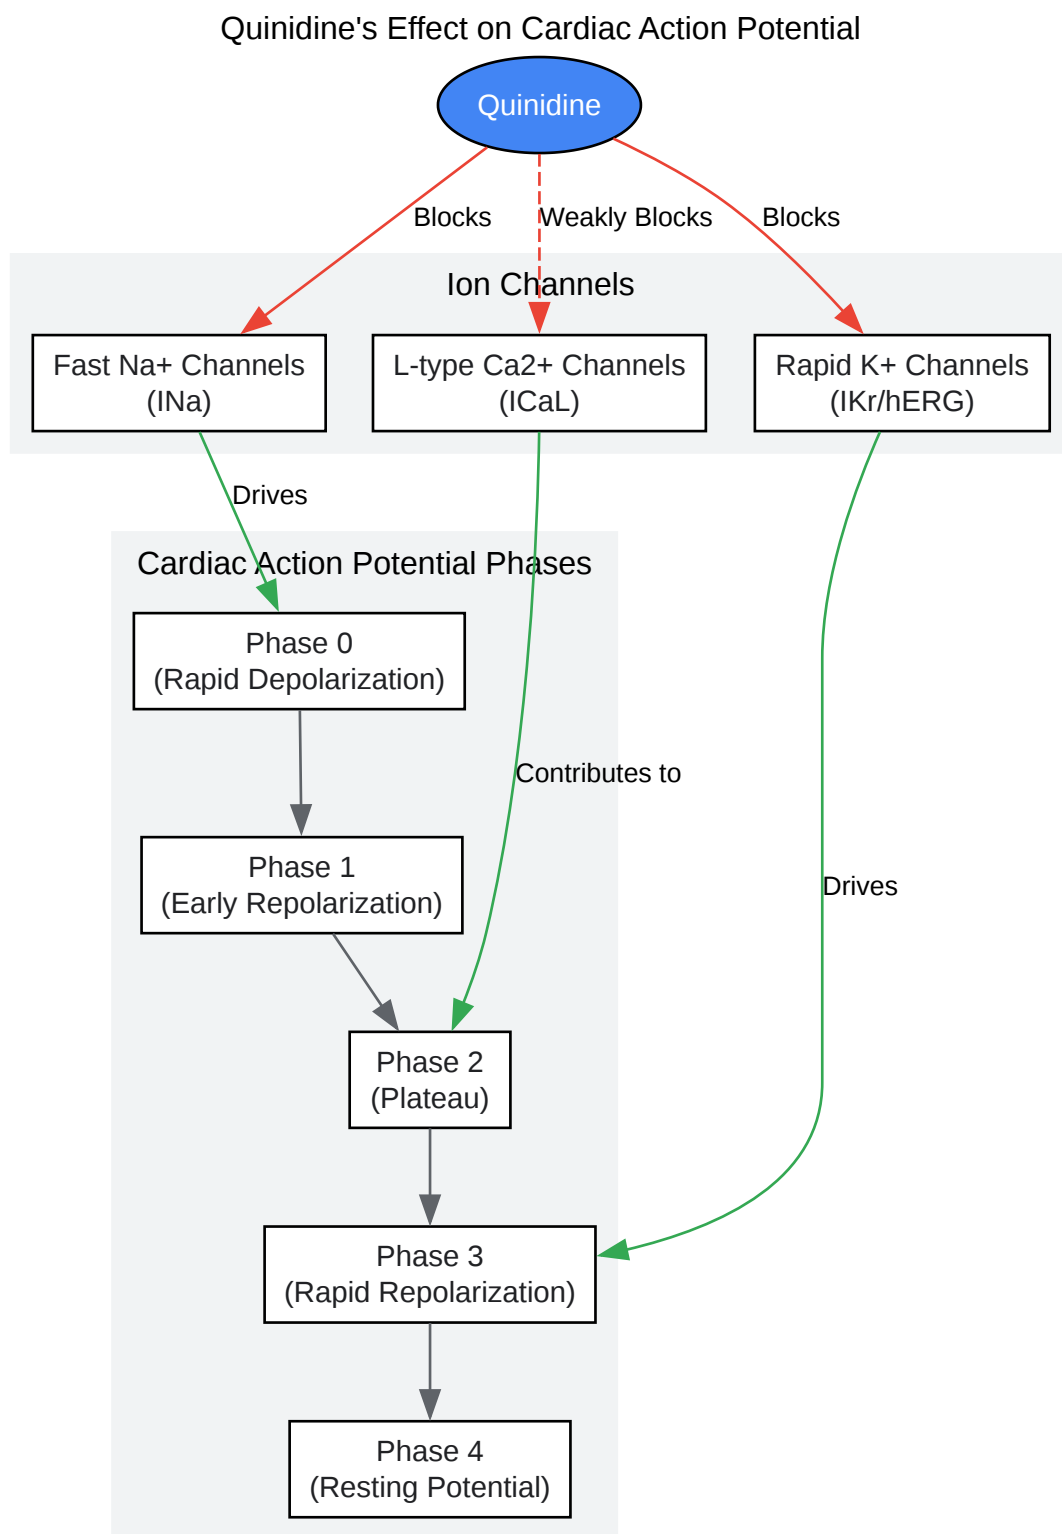 Quinidine's Effect on Cardiac Action Potential
Quinidine
Blocks
Weakly Blocks
Blocks
Ion Channels
Fast Na+ Channels
(INa)
L-type Ca2+ Channels
(ICaL)
Rapid K+ Channels
(IKr/hERG)
Drives
Cardiac Action Potential Phases
Phase 0
(Rapid Depolarization)
Contributes to
Phase 1
(Early Repolarization)
Drives
Phase 2
(Plateau)
Phase 3
(Rapid Repolarization)
Phase 4
(Resting Potential)